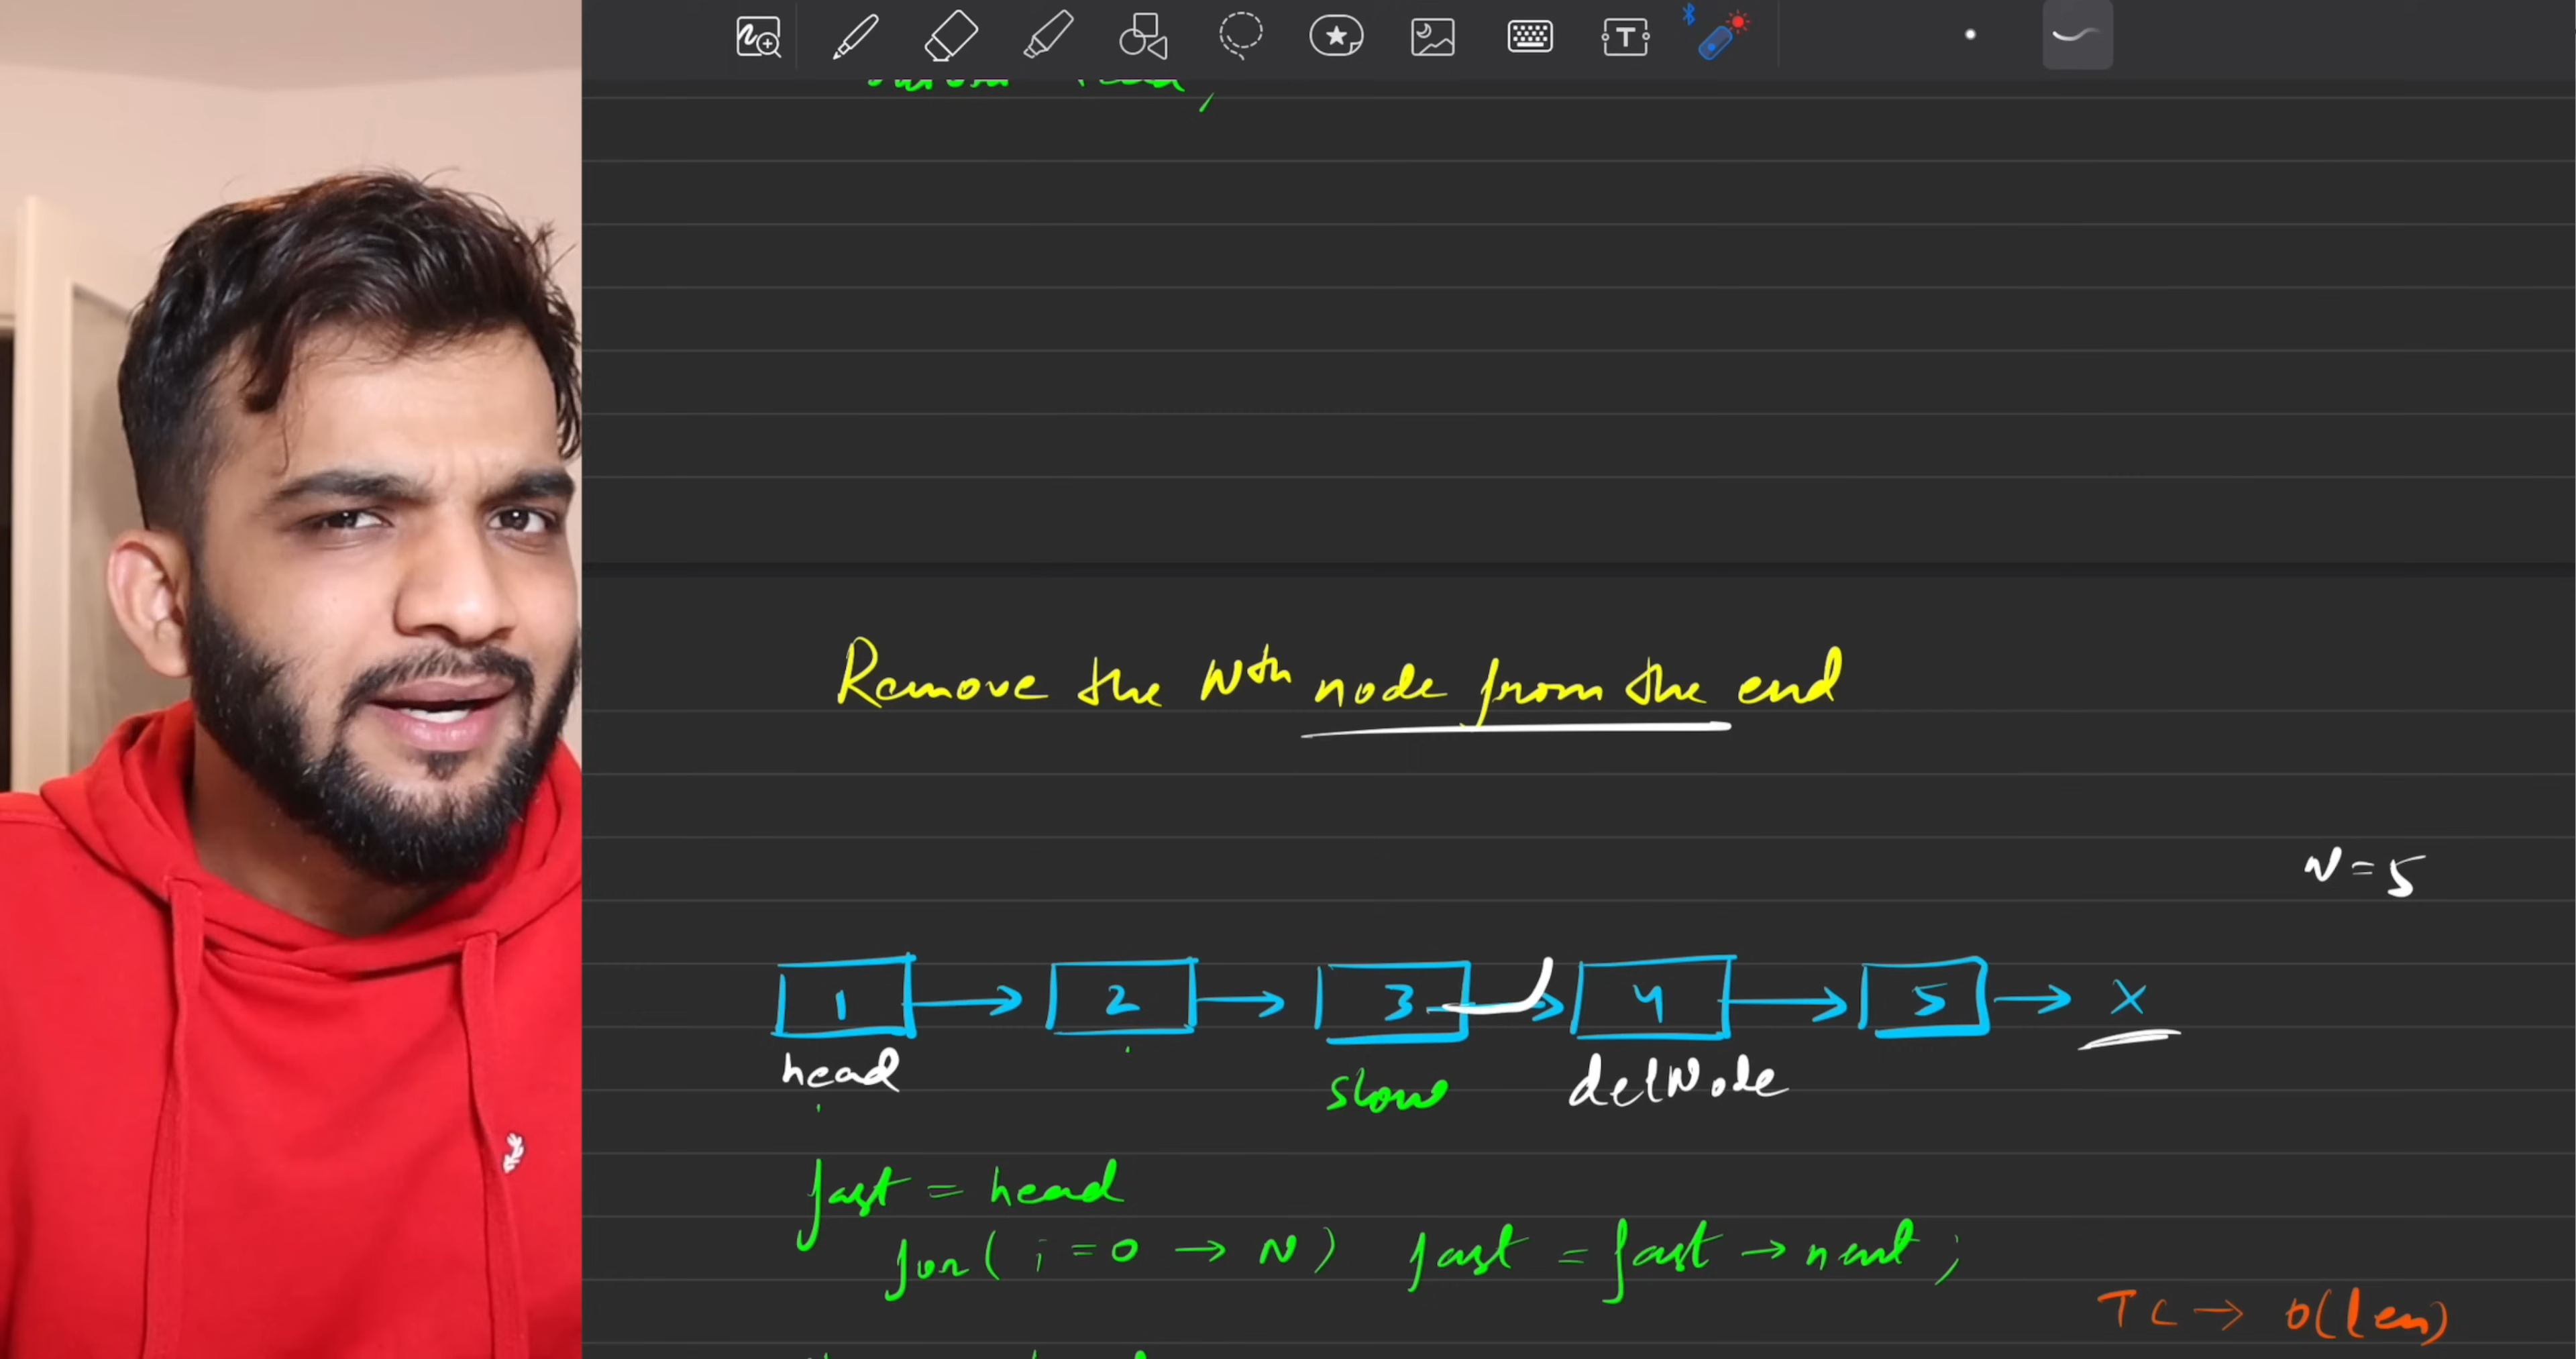 Remove the Nth node from the end
N = 5
1 → 2 → 3 → 4 → 5 → X
head slow delNode
fast = head
for( i = 0 → N ) fast = fast → next ;
TC → O(len)